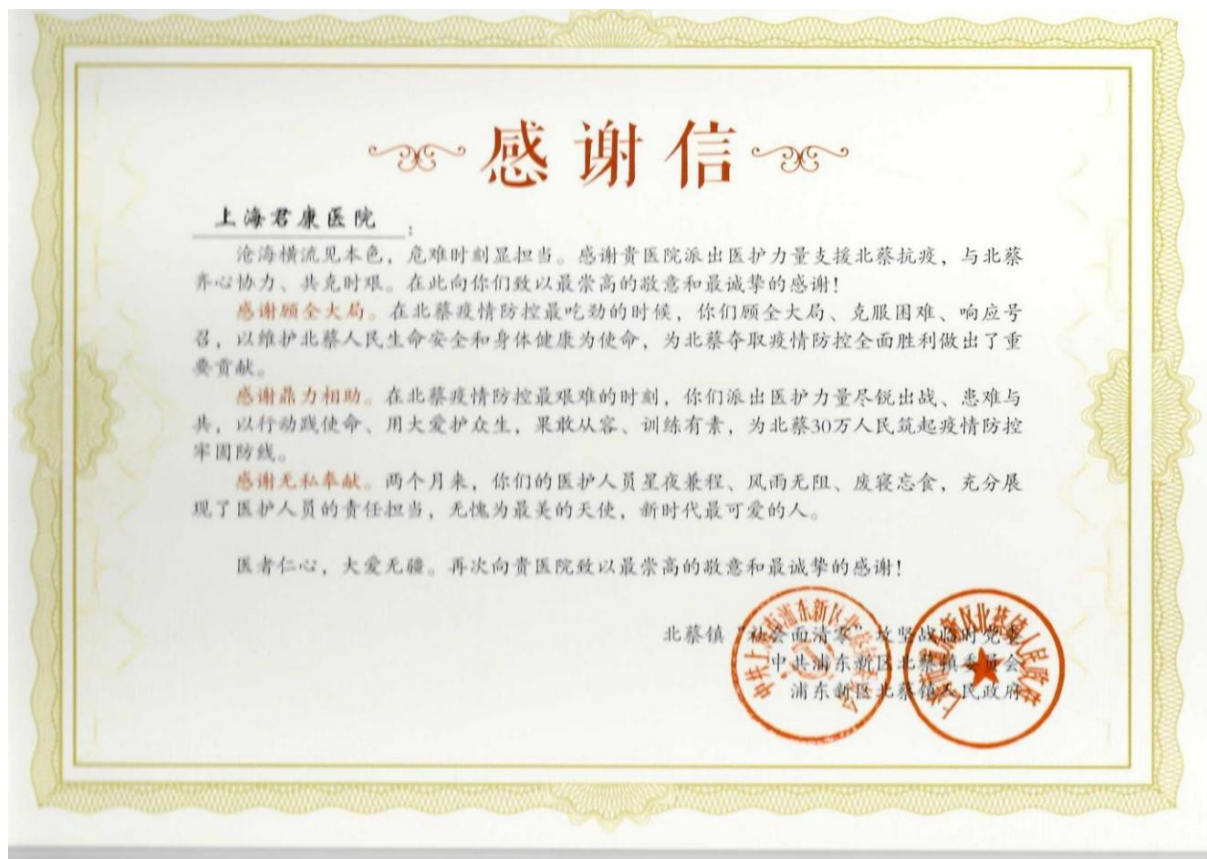 感谢信
上海君康医院：
沧海横流见本色，危难时刻显担当。感谢贵医院派出医护力量支援北蔡抗疫，与北蔡
齐心协力、共克时艰。在此向你们致以最崇高的敬意和最诚挚的感谢！
感谢顾全大局。在北蔡疫情防控最吃劲的时候，你们顾全大局、克服困难、响应号
召，以维护北蔡人民生命安全和身体健康为使命，为北蔡夺取疫情防控全面胜利做出了重
要贡献。
感谢鼎力相助。在北蔡疫情防控最艰难的时刻，你们派出医护力量尽锐出战、患难与
共，以行动践使命、用大爱护众生，果敢从容、训练有素，为北蔡30万人民筑起疫情防控
牢固防线。
感谢无私奉献。两个月来，你们的医护人员星夜兼程、风雨无阻、废寝忘食，充分展
现了医护人员的责任担当，无愧为最美的天使，新时代最可爱的人。
医者仁心，大爱无疆。再次向贵医院致以最崇高的敬意和最诚挚的感谢！
北蔡镇“社会面清零”攻坚战临时党委
中共浦东新区北蔡镇委员会
浦东新区北蔡镇人民政府